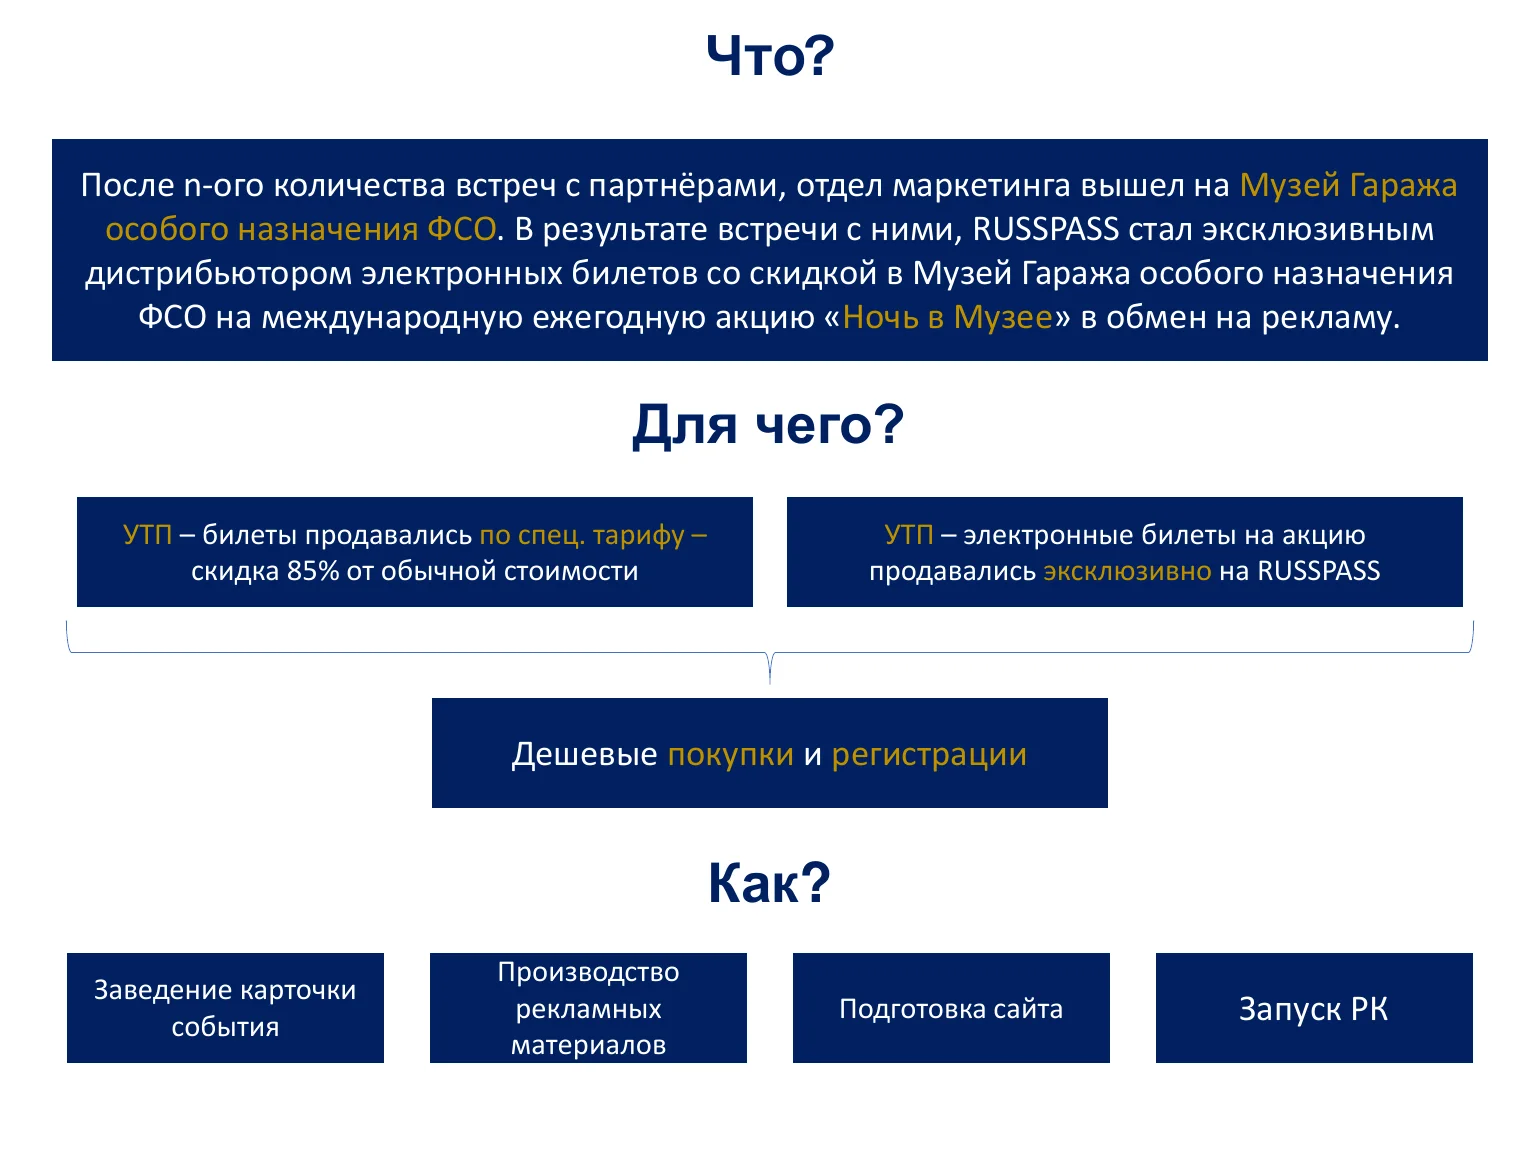 Что?
После n-ого количества встреч с партнёрами, отдел маркетинга вышел на Музей Гаража
особого назначения ФСО. В результате встречи с ними, RUSSPASS стал эксклюзивным
дистрибьютором электронных билетов со скидкой в Музей Гаража особого назначения
ФСО на международную ежегодную акцию «Ночь в Музее» в обмен на рекламу.
Для чего?
УТП – билеты продавались по спец. тарифу –
скидка 85% от обычной стоимости
УТП – электронные билеты на акцию
продавались эксклюзивно на RUSSPASS
Дешевые покупки и регистрации
Как?
Заведение карточки
события
Производство
рекламных
материалов
Подготовка сайта
Запуск РК